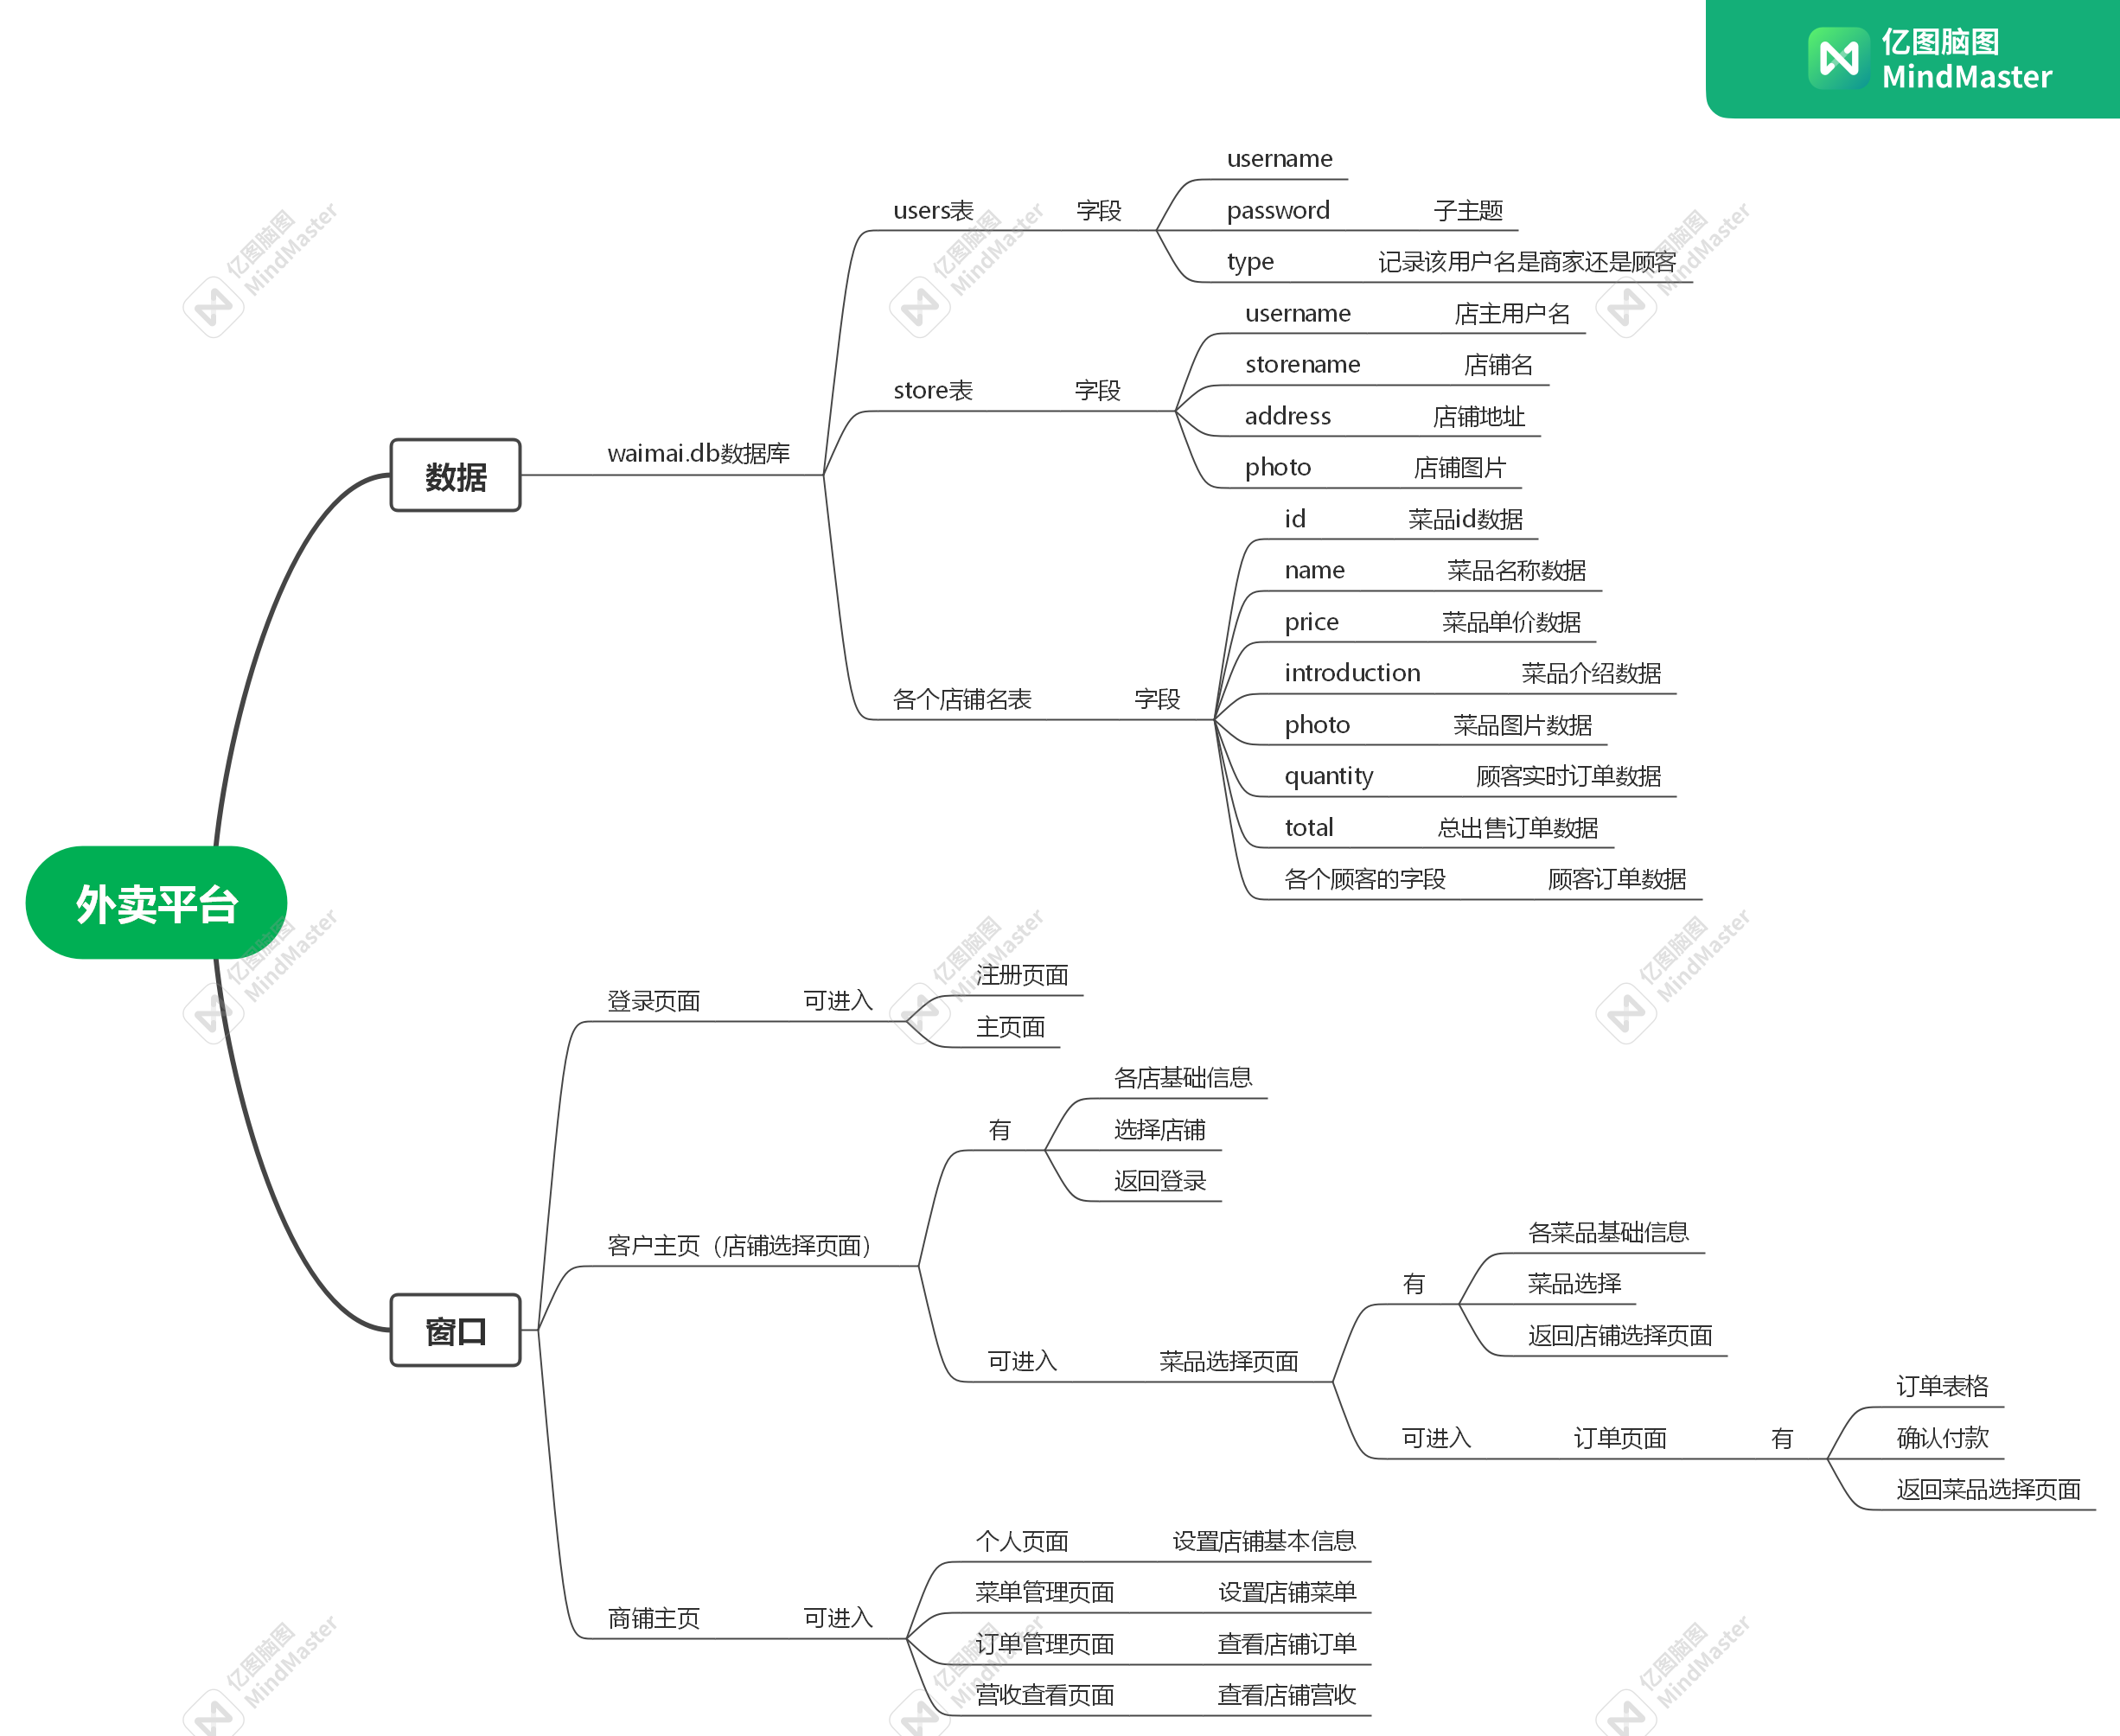 亿图脑图
MindMaster
外卖平台
数据
waimai.db数据库
users表
字段
username
password
子主题
type
记录该用户名是商家还是顾客
store表
字段
username
店主用户名
storename
店铺名
address
店铺地址
photo
店铺图片
各个店铺名表
字段
id
菜品id数据
name
菜品名称数据
price
菜品单价数据
introduction
菜品介绍数据
photo
菜品图片数据
quantity
顾客实时订单数据
total
总出售订单数据
各个顾客的字段
顾客订单数据
窗口
登录页面
可进入
注册页面
主页面
客户主页（店铺选择页面）
有
各店基础信息
选择店铺
返回登录
可进入
菜品选择页面
有
各菜品基础信息
菜品选择
返回店铺选择页面
可进入
订单页面
有
订单表格
确认付款
返回菜品选择页面
商铺主页
可进入
个人页面
设置店铺基本信息
菜单管理页面
设置店铺菜单
订单管理页面
查看店铺订单
营收查看页面
查看店铺营收
亿图脑图
MindMaster
亿图脑图
MindMaster
亿图脑图
MindMaster
亿图脑图
MindMaster
亿图脑图
MindMaster
亿图脑图
MindMaster
亿图脑图
MindMaster
亿图脑图
MindMaster
亿图脑图
MindMaster